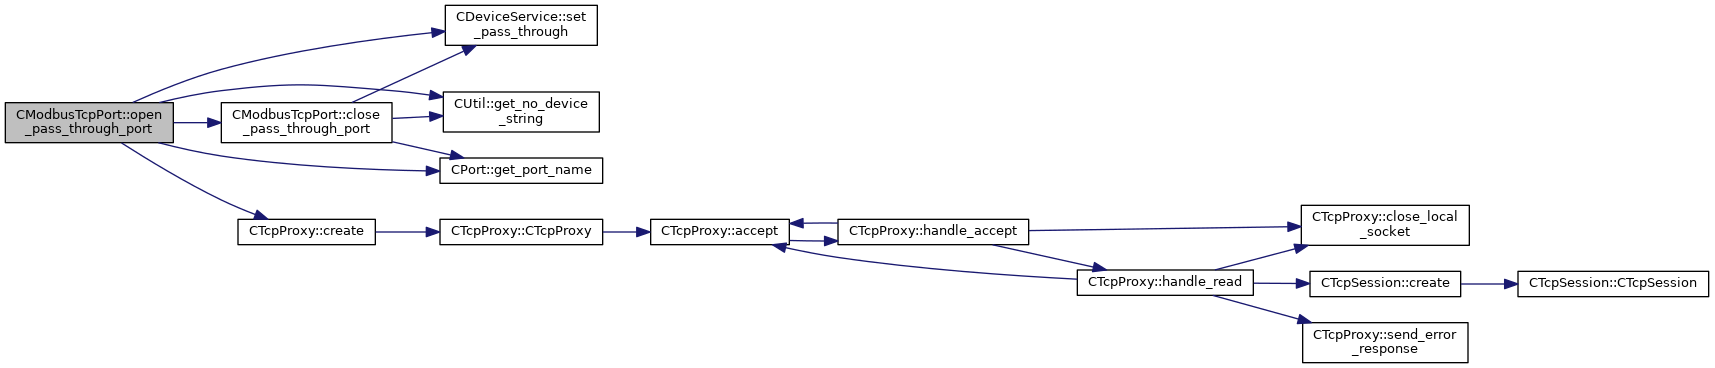 CModbusTcpPort::open
_pass_through_port
CModbusTcpPort::close
_pass_through_port
CDeviceService::set
_pass_through
CUtil::get_no_device
_string
CPort::get_port_name
CTcpProxy::create
CTcpProxy::CTcpProxy
CTcpProxy::accept
CTcpProxy::handle_accept
CTcpProxy::handle_read
CTcpProxy::close_local
_socket
CTcpSession::create
CTcpSession::CTcpSession
CTcpProxy::send_error
_response